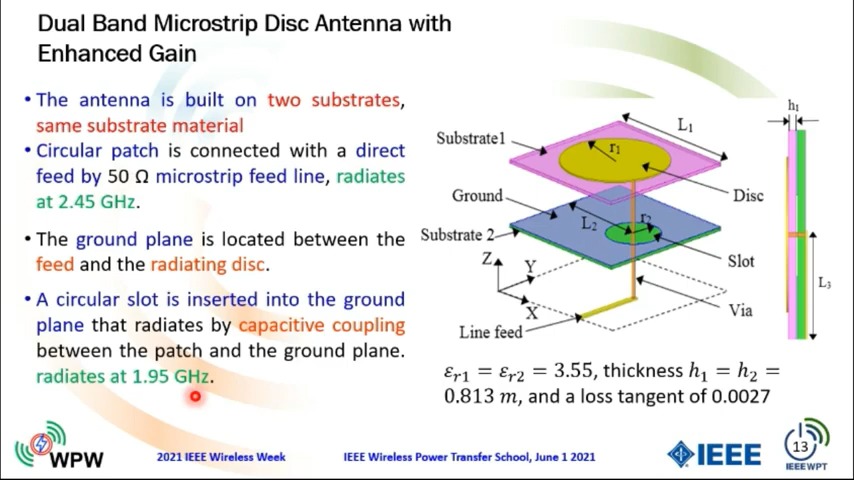 Dual Band Microstrip Disc Antenna with
Enhanced Gain
• The antenna is built on two substrates,
same substrate material
• Circular patch is connected with a direct
feed by 50 Ω microstrip feed line, radiates
at 2.45 GHz.
• The ground plane is located between the
feed and the radiating disc.
• A circular slot is inserted into the ground
plane that radiates by capacitive coupling
between the patch and the ground plane.
radiates at 1.95 GHz.
h₁
L₁
Substrate1
r₁
Disc
Ground
L₂
r₂
Substrate 2
Slot
Z
Y
X
L₃
Via
Line feed
εr1 = εr2 = 3.55, thickness h₁ = h₂ =
0.813 m, and a loss tangent of 0.0027
WPW
2021 IEEE Wireless Week
IEEE Wireless Power Transfer School, June 1 2021
IEEE
13
IEEE WPT